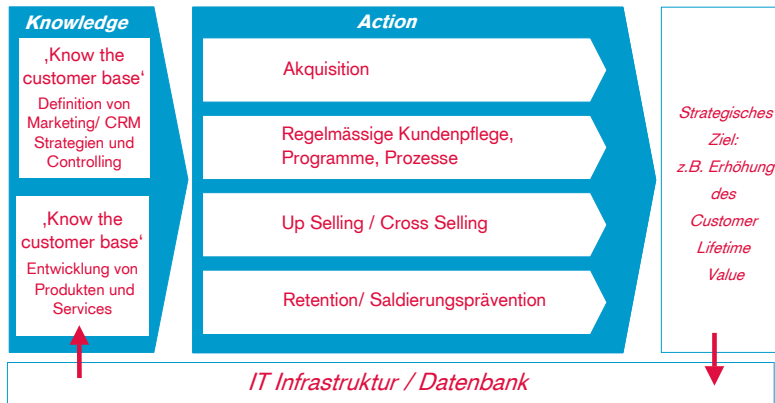 Knowledge
‚Know the
customer base‘
Definition von
Marketing/ CRM
Strategien und
Controlling
‚Know the
customer base‘
Entwicklung von
Produkten und
Services
Action
Akquisition
Regelmässige Kundenpflege,
Programme, Prozesse
Up Selling / Cross Selling
Retention/ Saldierungsprävention
Strategisches
Ziel:
z.B. Erhöhung
des
Customer
Lifetime
Value
IT Infrastruktur / Datenbank